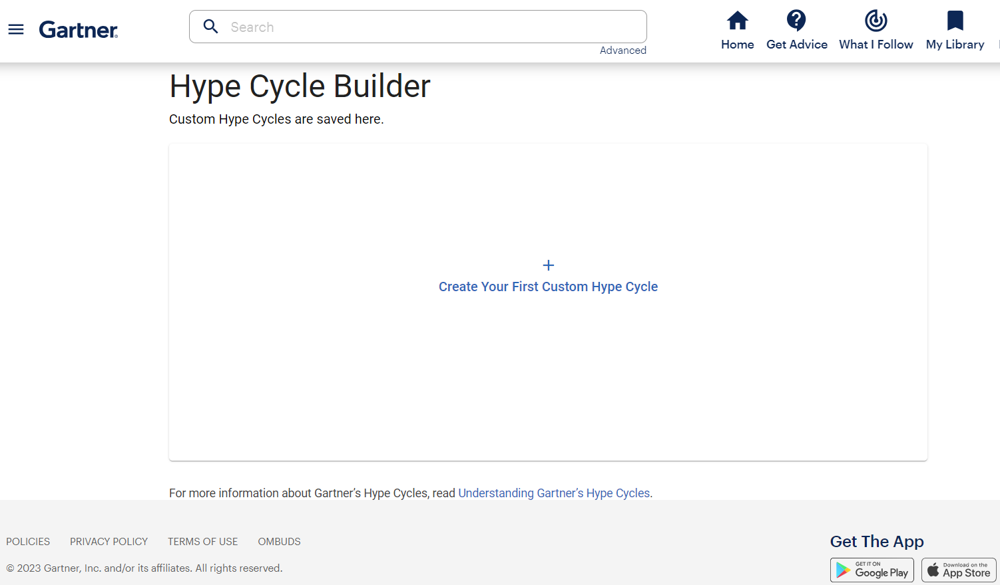 Gartner
Search
Advanced
Home
Get Advice
What I Follow
My Library
Hype Cycle Builder
Custom Hype Cycles are saved here.
+
Create Your First Custom Hype Cycle
For more information about Gartner’s Hype Cycles, read Understanding Gartner’s Hype Cycles.
POLICIES PRIVACY POLICY TERMS OF USE OMBUDS
© 2023 Gartner, Inc. and/or its affiliates. All rights reserved.
Get The App
GET IT ON
Google Play
Download on the
App Store